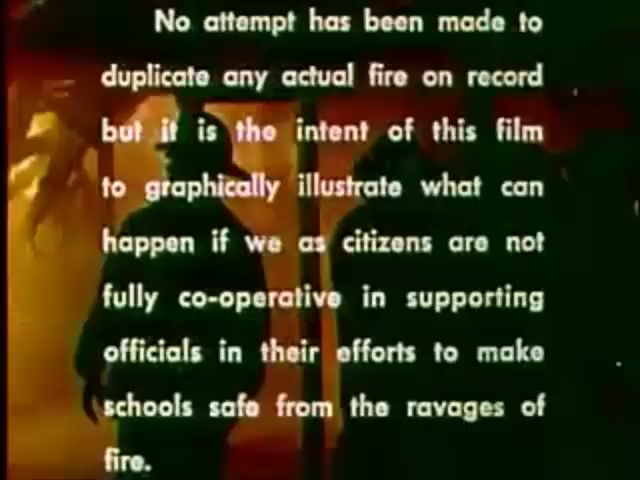 No attempt has been made to
duplicate any actual fire on record
but it is the intent of this film
to graphically illustrate what can
happen if we as citizens are not
fully co-operative in supporting
officials in their efforts to make
schools safe from the ravages of
fire.